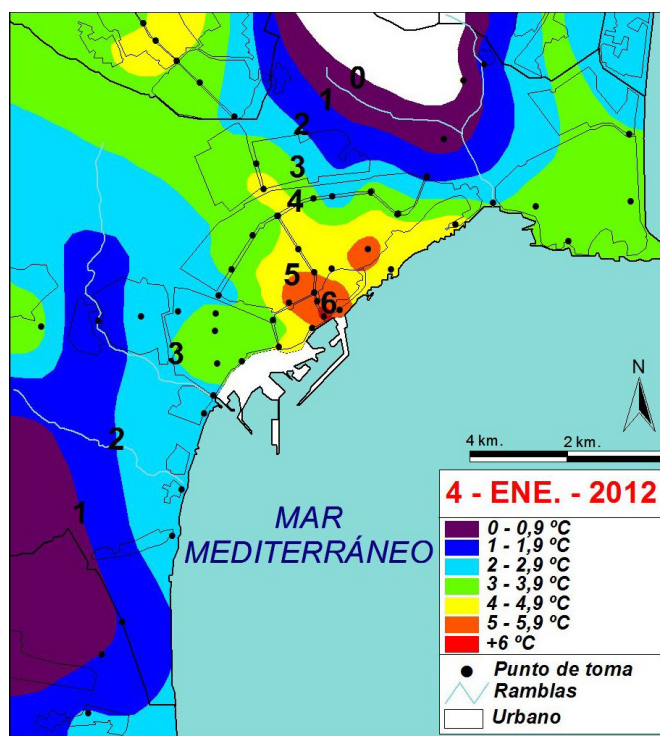 0
1
2
3
4
5
6
3
2
1
N
4 km. 2 km.
MAR
MEDITERRÁNEO
4 - ENE. - 2012
0 - 0,9 ºC
1 - 1,9 ºC
2 - 2,9 ºC
3 - 3,9 ºC
4 - 4,9 ºC
5 - 5,9 ºC
+6 ºC
Punto de toma
Ramblas
Urbano